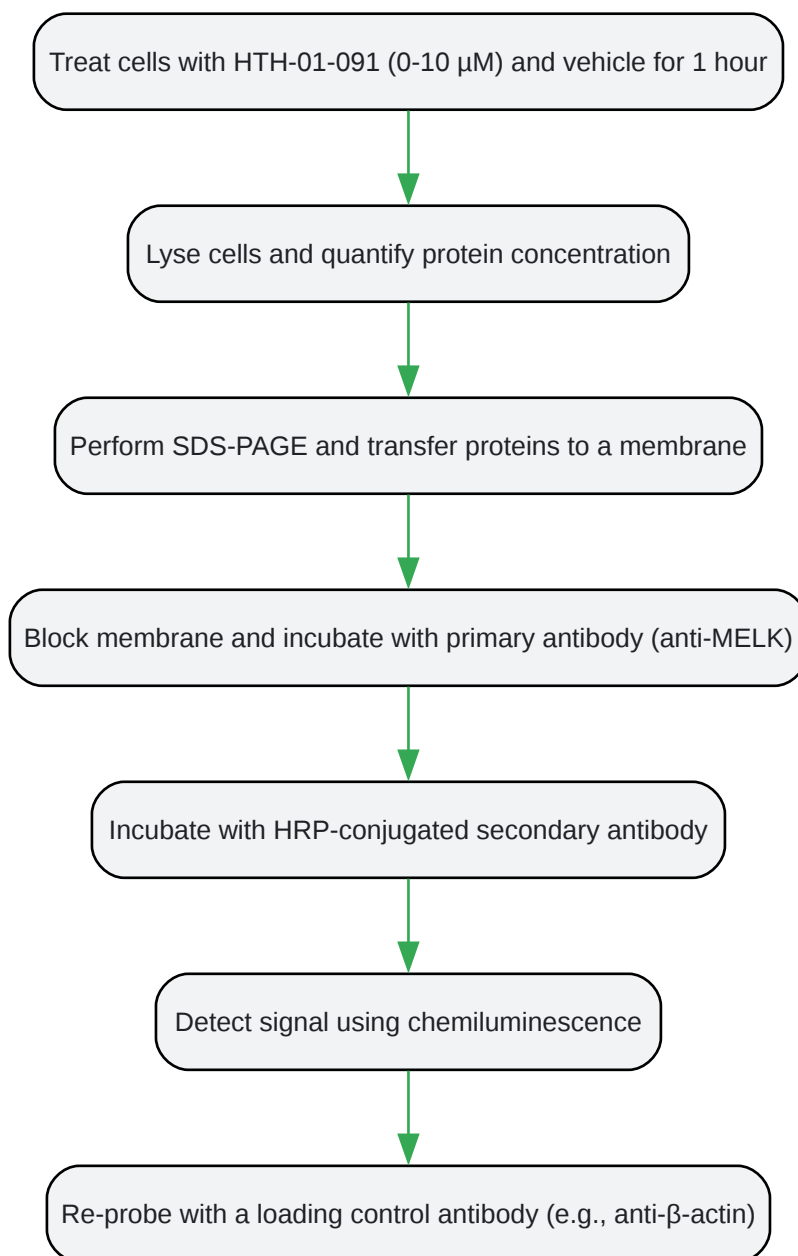 Treat cells with HTH-01-091 (0-10 µM) and vehicle for 1 hour
Lyse cells and quantify protein concentration
Perform SDS-PAGE and transfer proteins to a membrane
Block membrane and incubate with primary antibody (anti-MELK)
Incubate with HRP-conjugated secondary antibody
Detect signal using chemiluminescence
Re-probe with a loading control antibody (e.g., anti-β-actin)